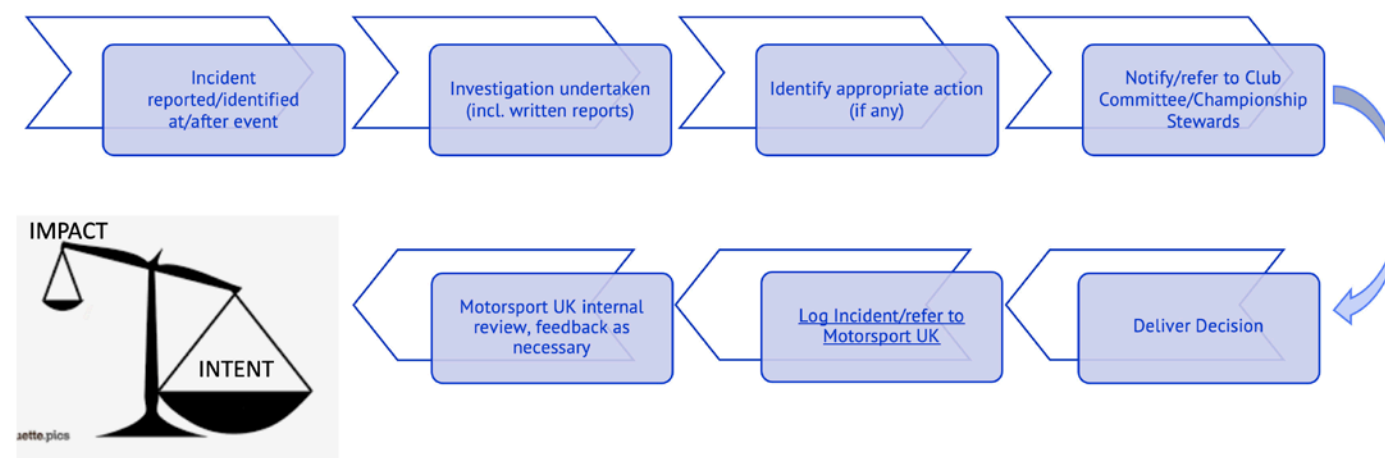 Incident
reported/identified
at/after event
Investigation undertaken
(incl. written reports)
Identify appropriate action
(if any)
Notify/refer to Club
Committee/Championship
Stewards
Deliver Decision
Log Incident/refer to
Motorsport UK
Motorsport UK internal
review, feedback as
necessary
IMPACT
INTENT
uette.pics